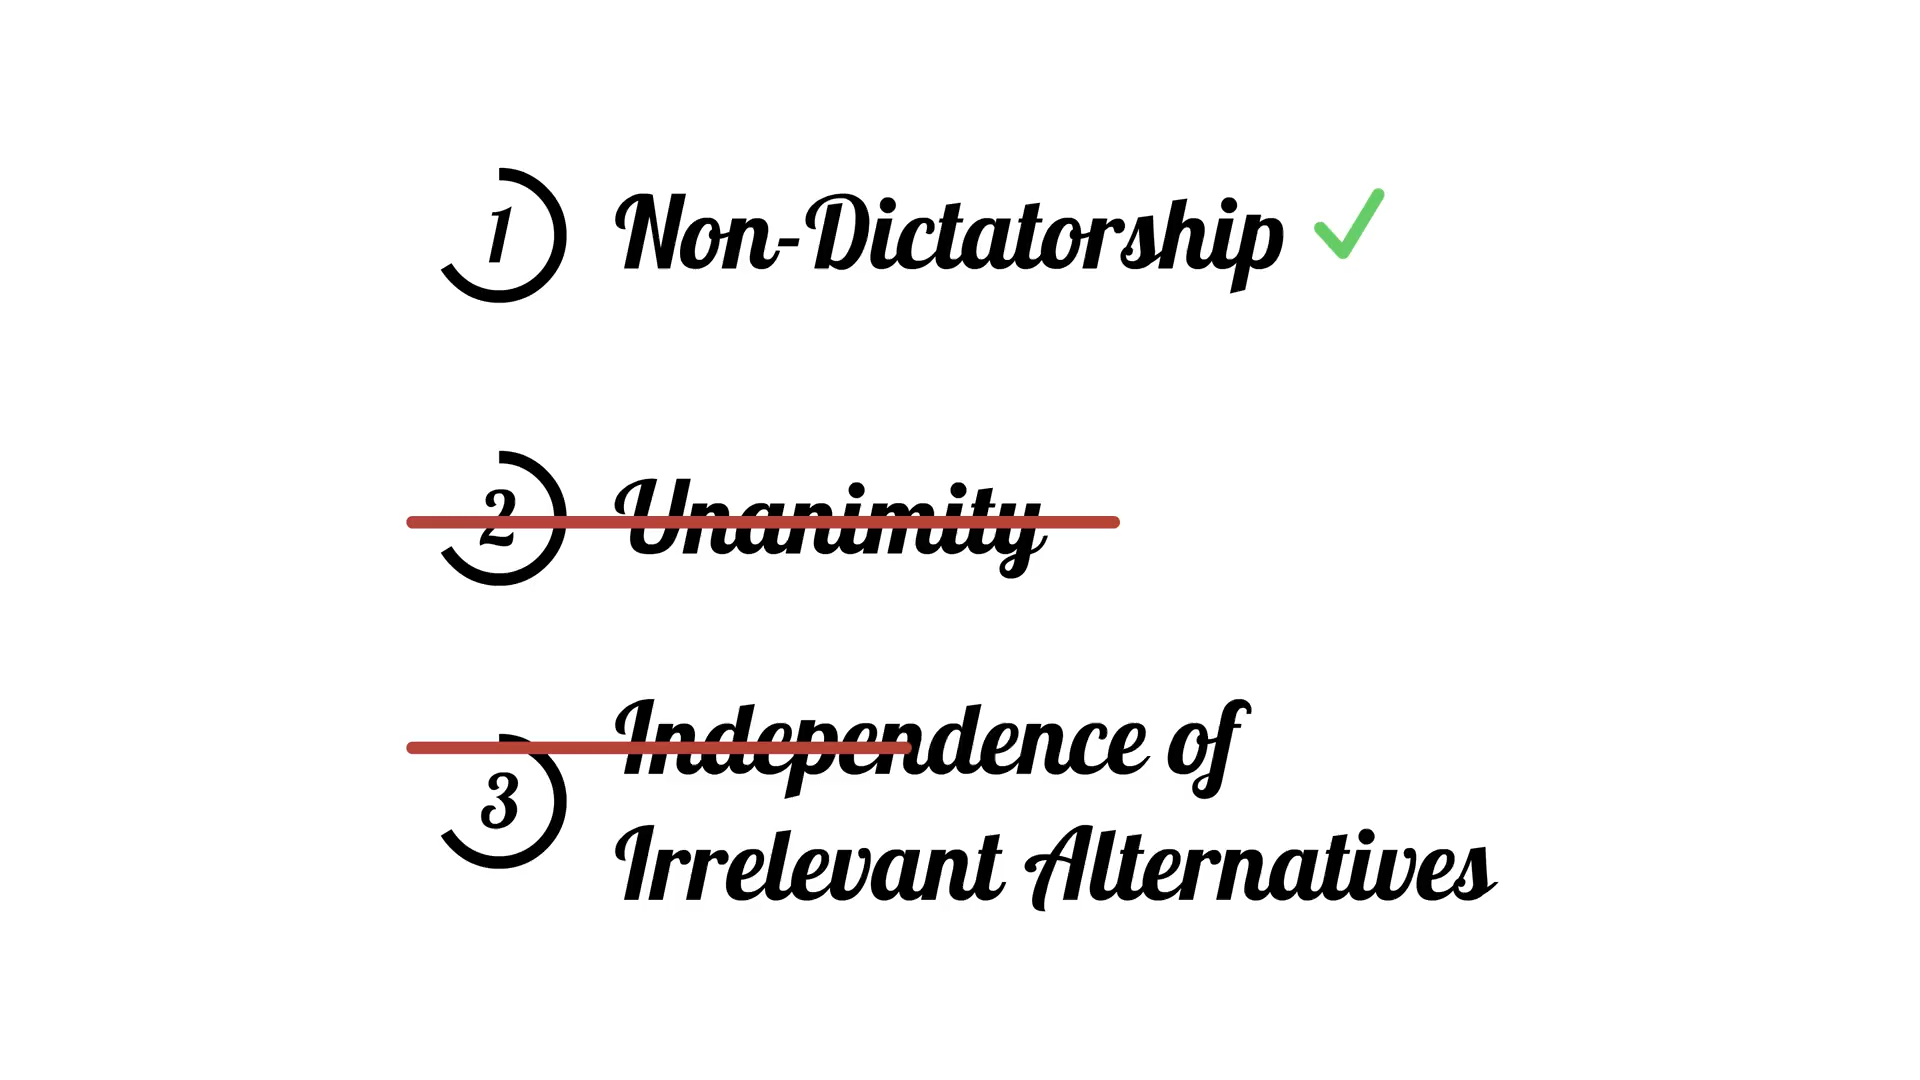 1 Non-Dictatorship
2 Unanimity
3 Independence of
Irrelevant Alternatives